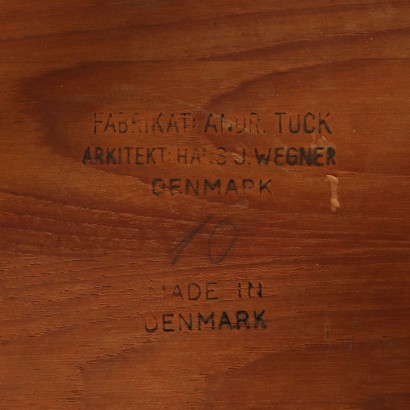 FABRIKAT: ANDR. TUCK
ARKITEKT: HANS J. WEGNER
DENMARK
10
MADE IN
DENMARK